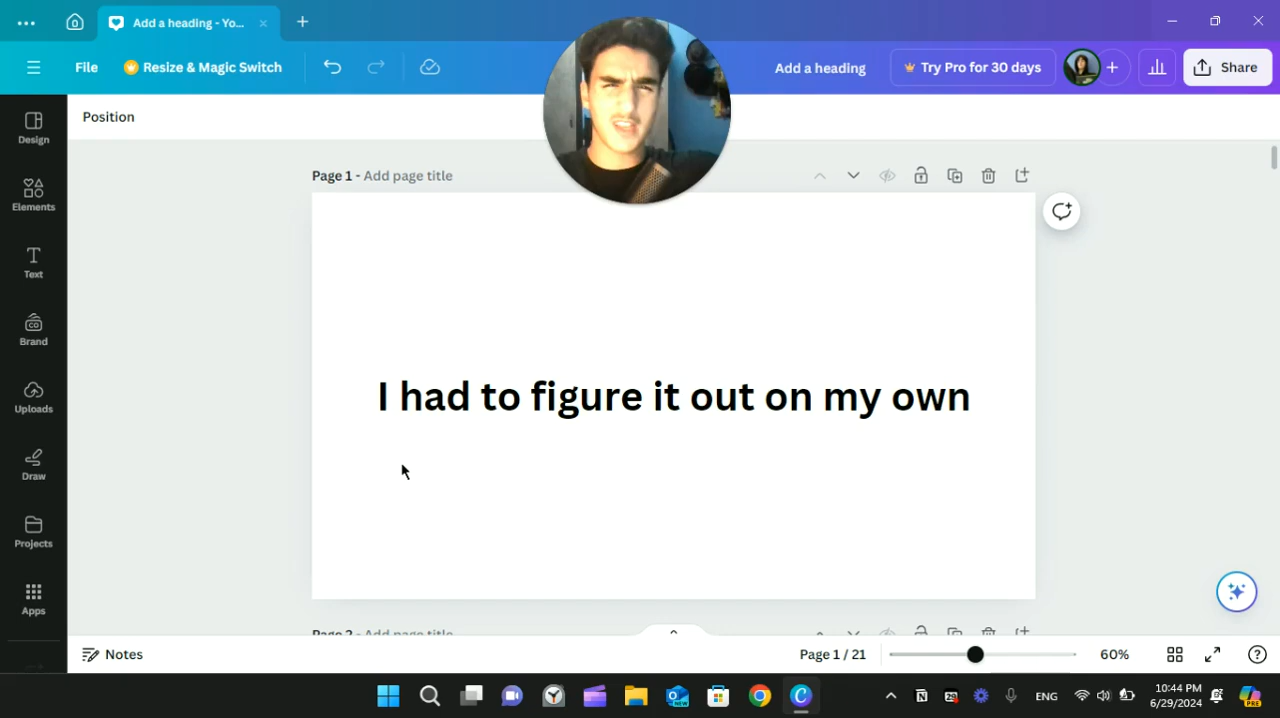 Add a heading - Yo...
File
Resize & Magic Switch
Add a heading
Try Pro for 30 days
Share
Position
Design
Elements
Text
Brand
Uploads
Draw
Projects
Apps
Page 1 - Add page title
I had to figure it out on my own
Page 2 - Add page title
Notes
Page 1 / 21
60%
ENG
10:44 PM
6/29/2024
PRE